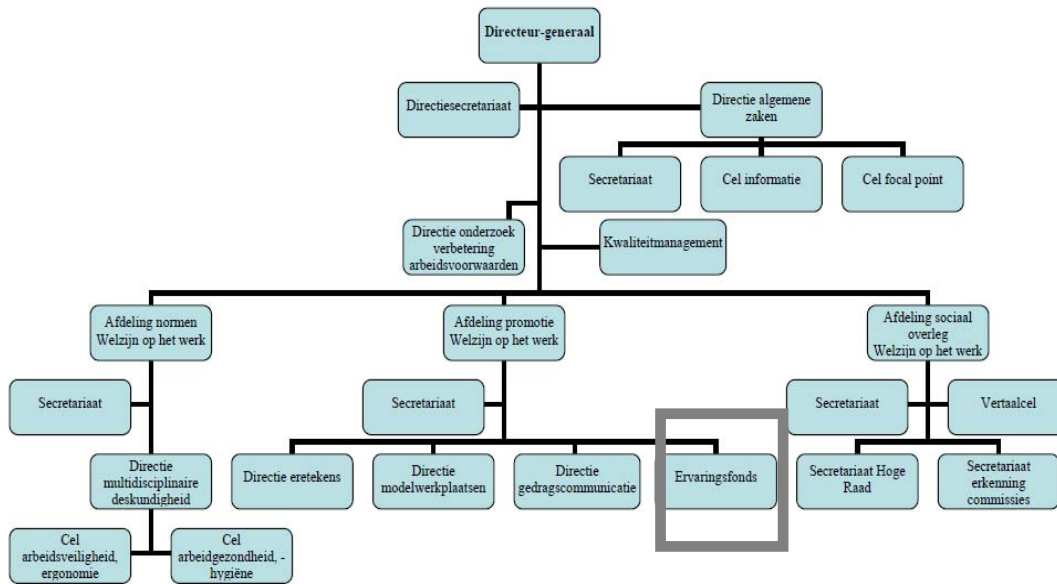 Directeur-generaal
Directiesecretariaat
Directie algemene
zaken
Secretariaat
Cel informatie
Cel focal point
Directie onderzoek
verbetering
arbeidsvoorwaarden
Kwaliteitmanagement
Afdeling normen
Welzijn op het werk
Afdeling promotie
Welzijn op het werk
Afdeling sociaal
overleg
Welzijn op het werk
Secretariaat
Secretariaat
Secretariaat
Vertaalcel
Directie
multidisciplinaire
deskundigheid
Directie eretekens
Directie
modelwerkplaatsen
Directie
gedragscommunicatie
Ervaringsfonds
Secretariaat Hoge
Raad
Secretariaat
erkenning
commissies
Cel
arbeidsveiligheid,
ergonomie
Cel
arbeidgezondheid, -
hygiëne